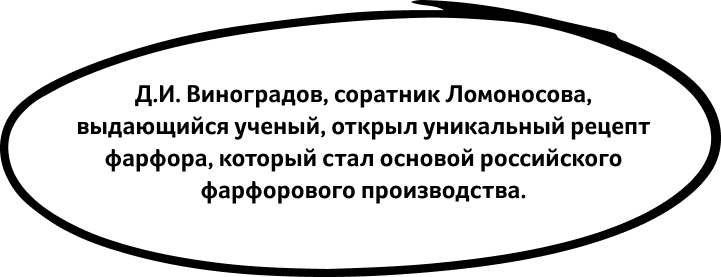 Д.И. Виноградов, соратник Ломоносова,
выдающийся ученый, открыл уникальный рецепт
фарфора, который стал основой российского
фарфорового производства.